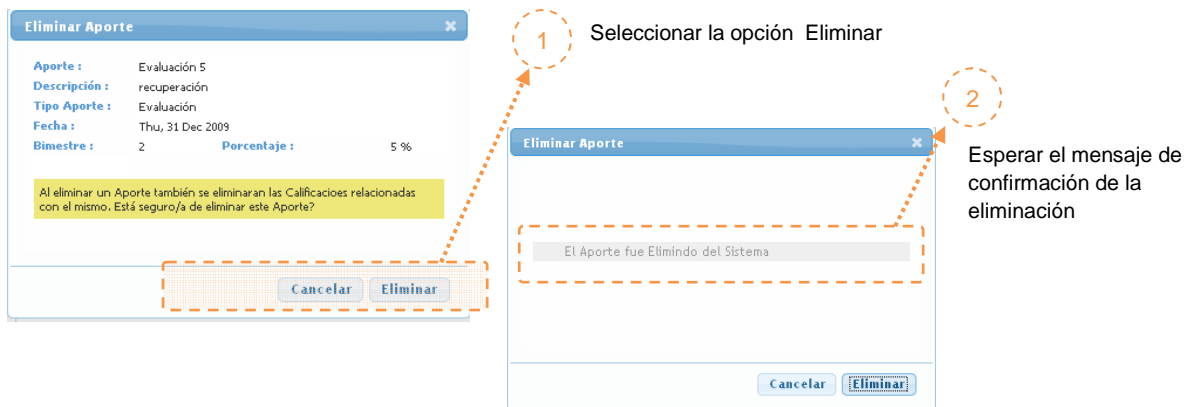 Eliminar Aporte
Aporte : Evaluación 5
Descripción : recuperación
Tipo Aporte : Evaluación
Fecha : Thu, 31 Dec 2009
Bimestre : 2 Porcentaje : 5 %
Al eliminar un Aporte también se eliminaran las Calificacioes relacionadas
con el mismo. Está seguro/a de eliminar este Aporte?
Cancelar Eliminar
1
Seleccionar la opción Eliminar
2
Esperar el mensaje de
confirmación de la
eliminación
Eliminar Aporte
El Aporte fue Elimindo del Sistema
Cancelar Eliminar